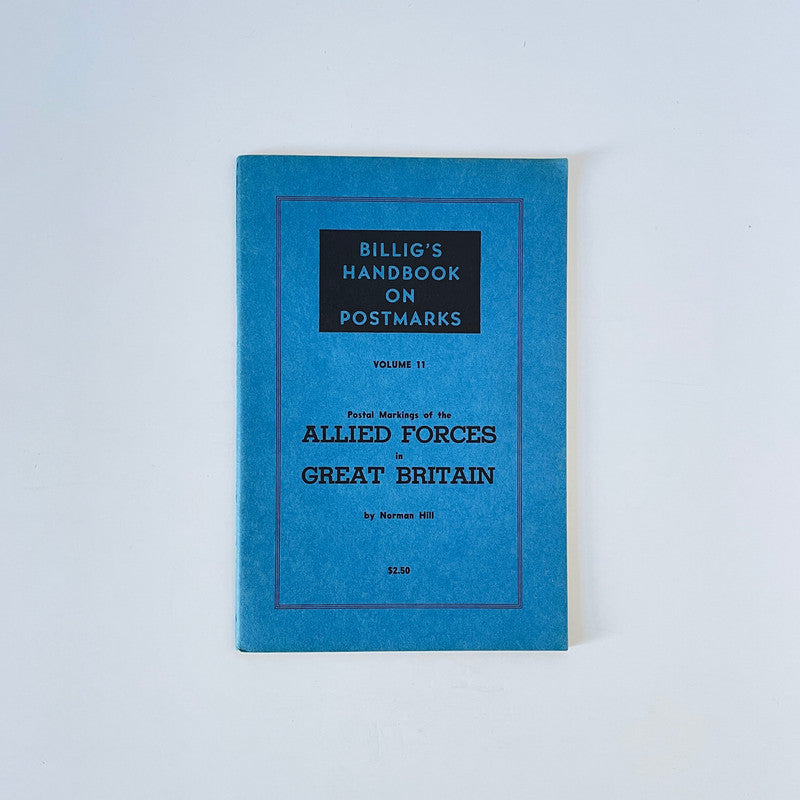 BILLIG'S
HANDBOOK
ON
POSTMARKS
VOLUME 11
Postal Markings of the
ALLIED FORCES
in
GREAT BRITAIN
by Norman Hill
$2.50